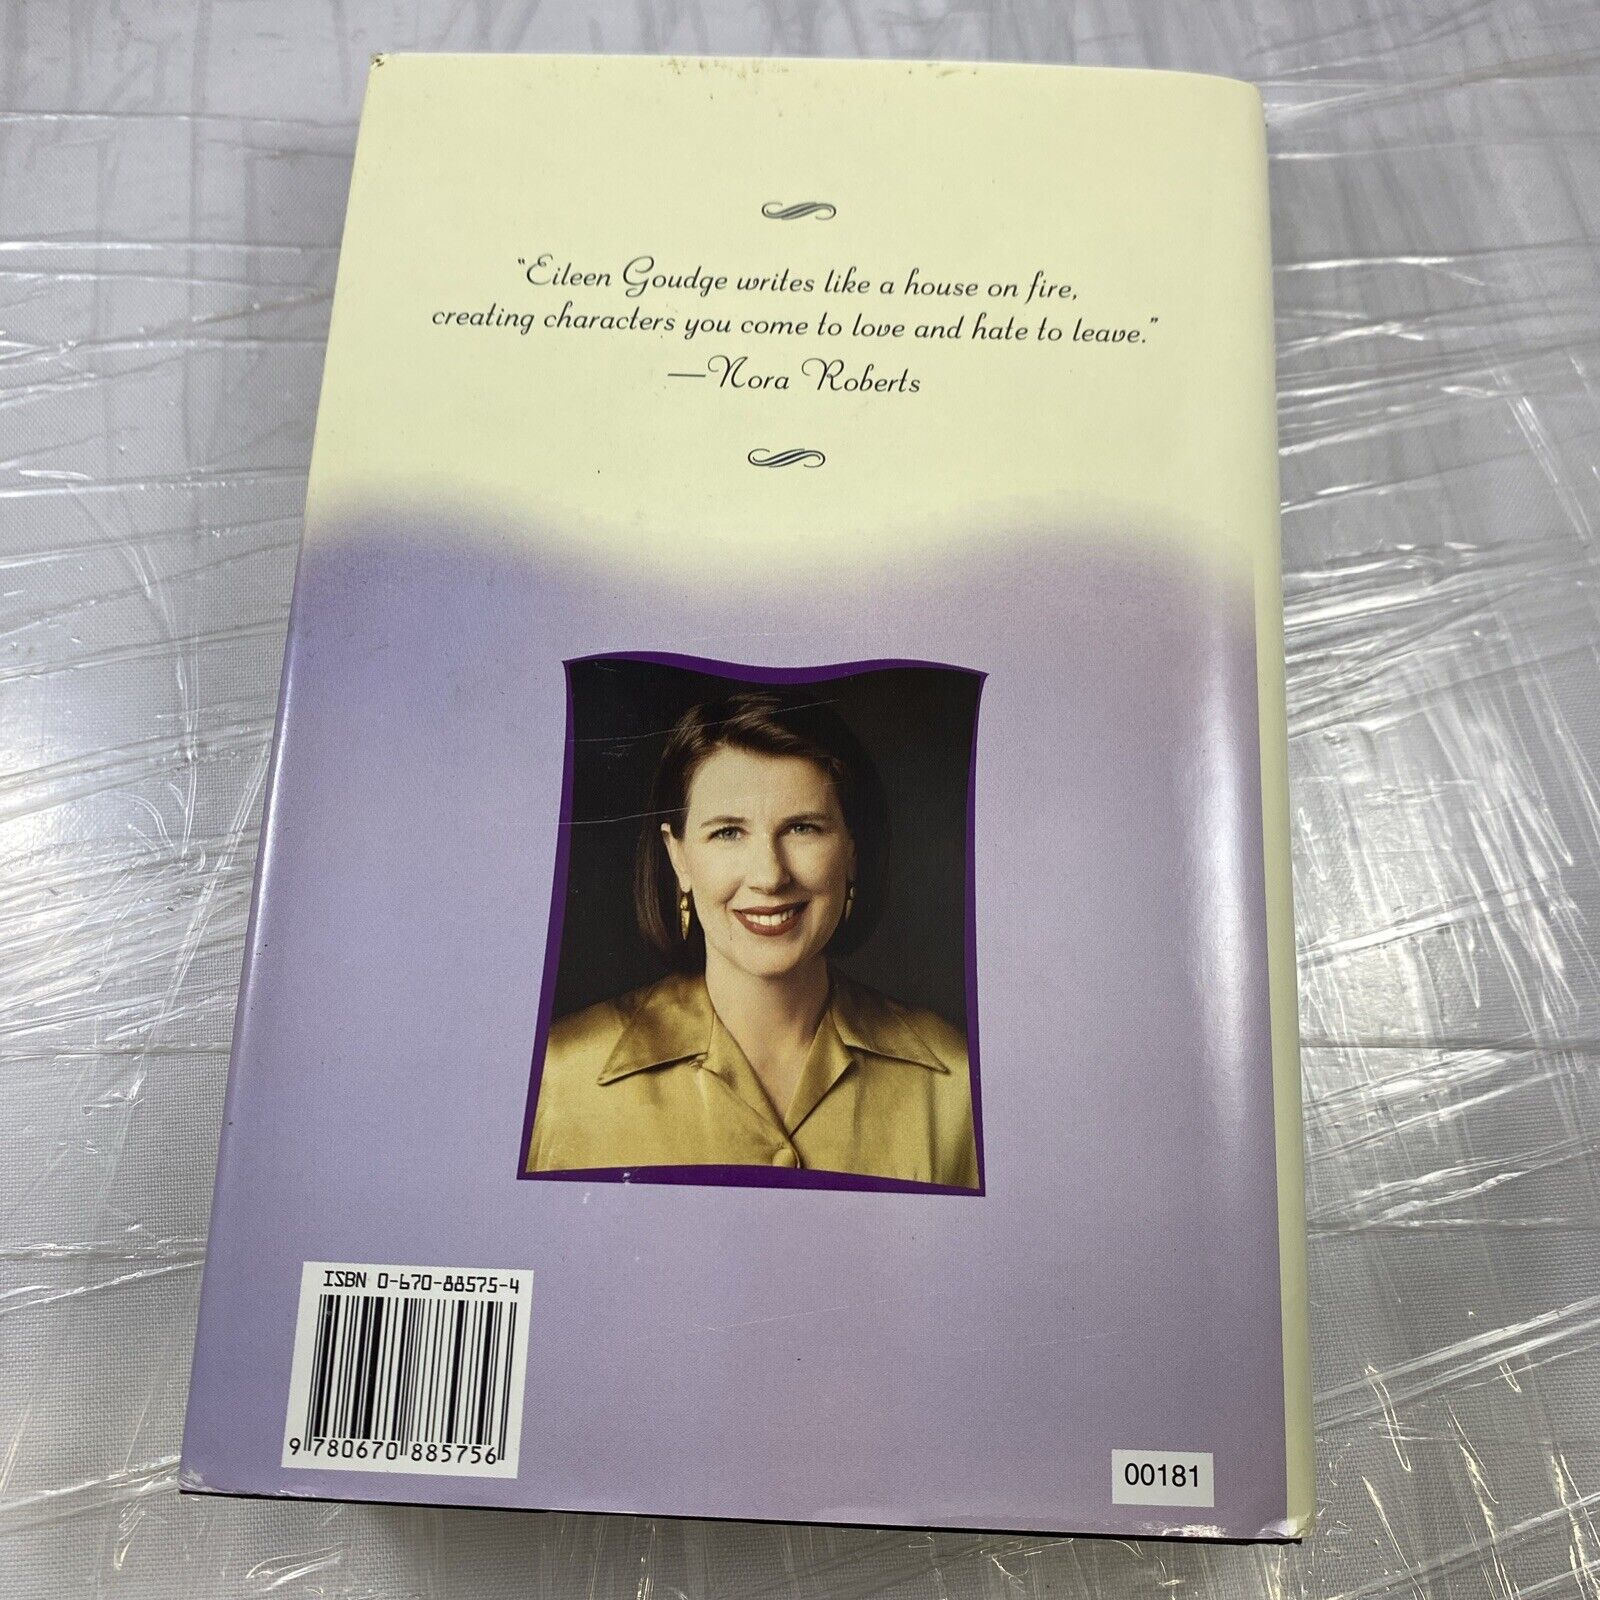 "Eileen Goudge writes like a house on fire,
creating characters you come to love and hate to leave."
—Nora Roberts
ISBN 0-670-88575-4
9 780670 885756
00181